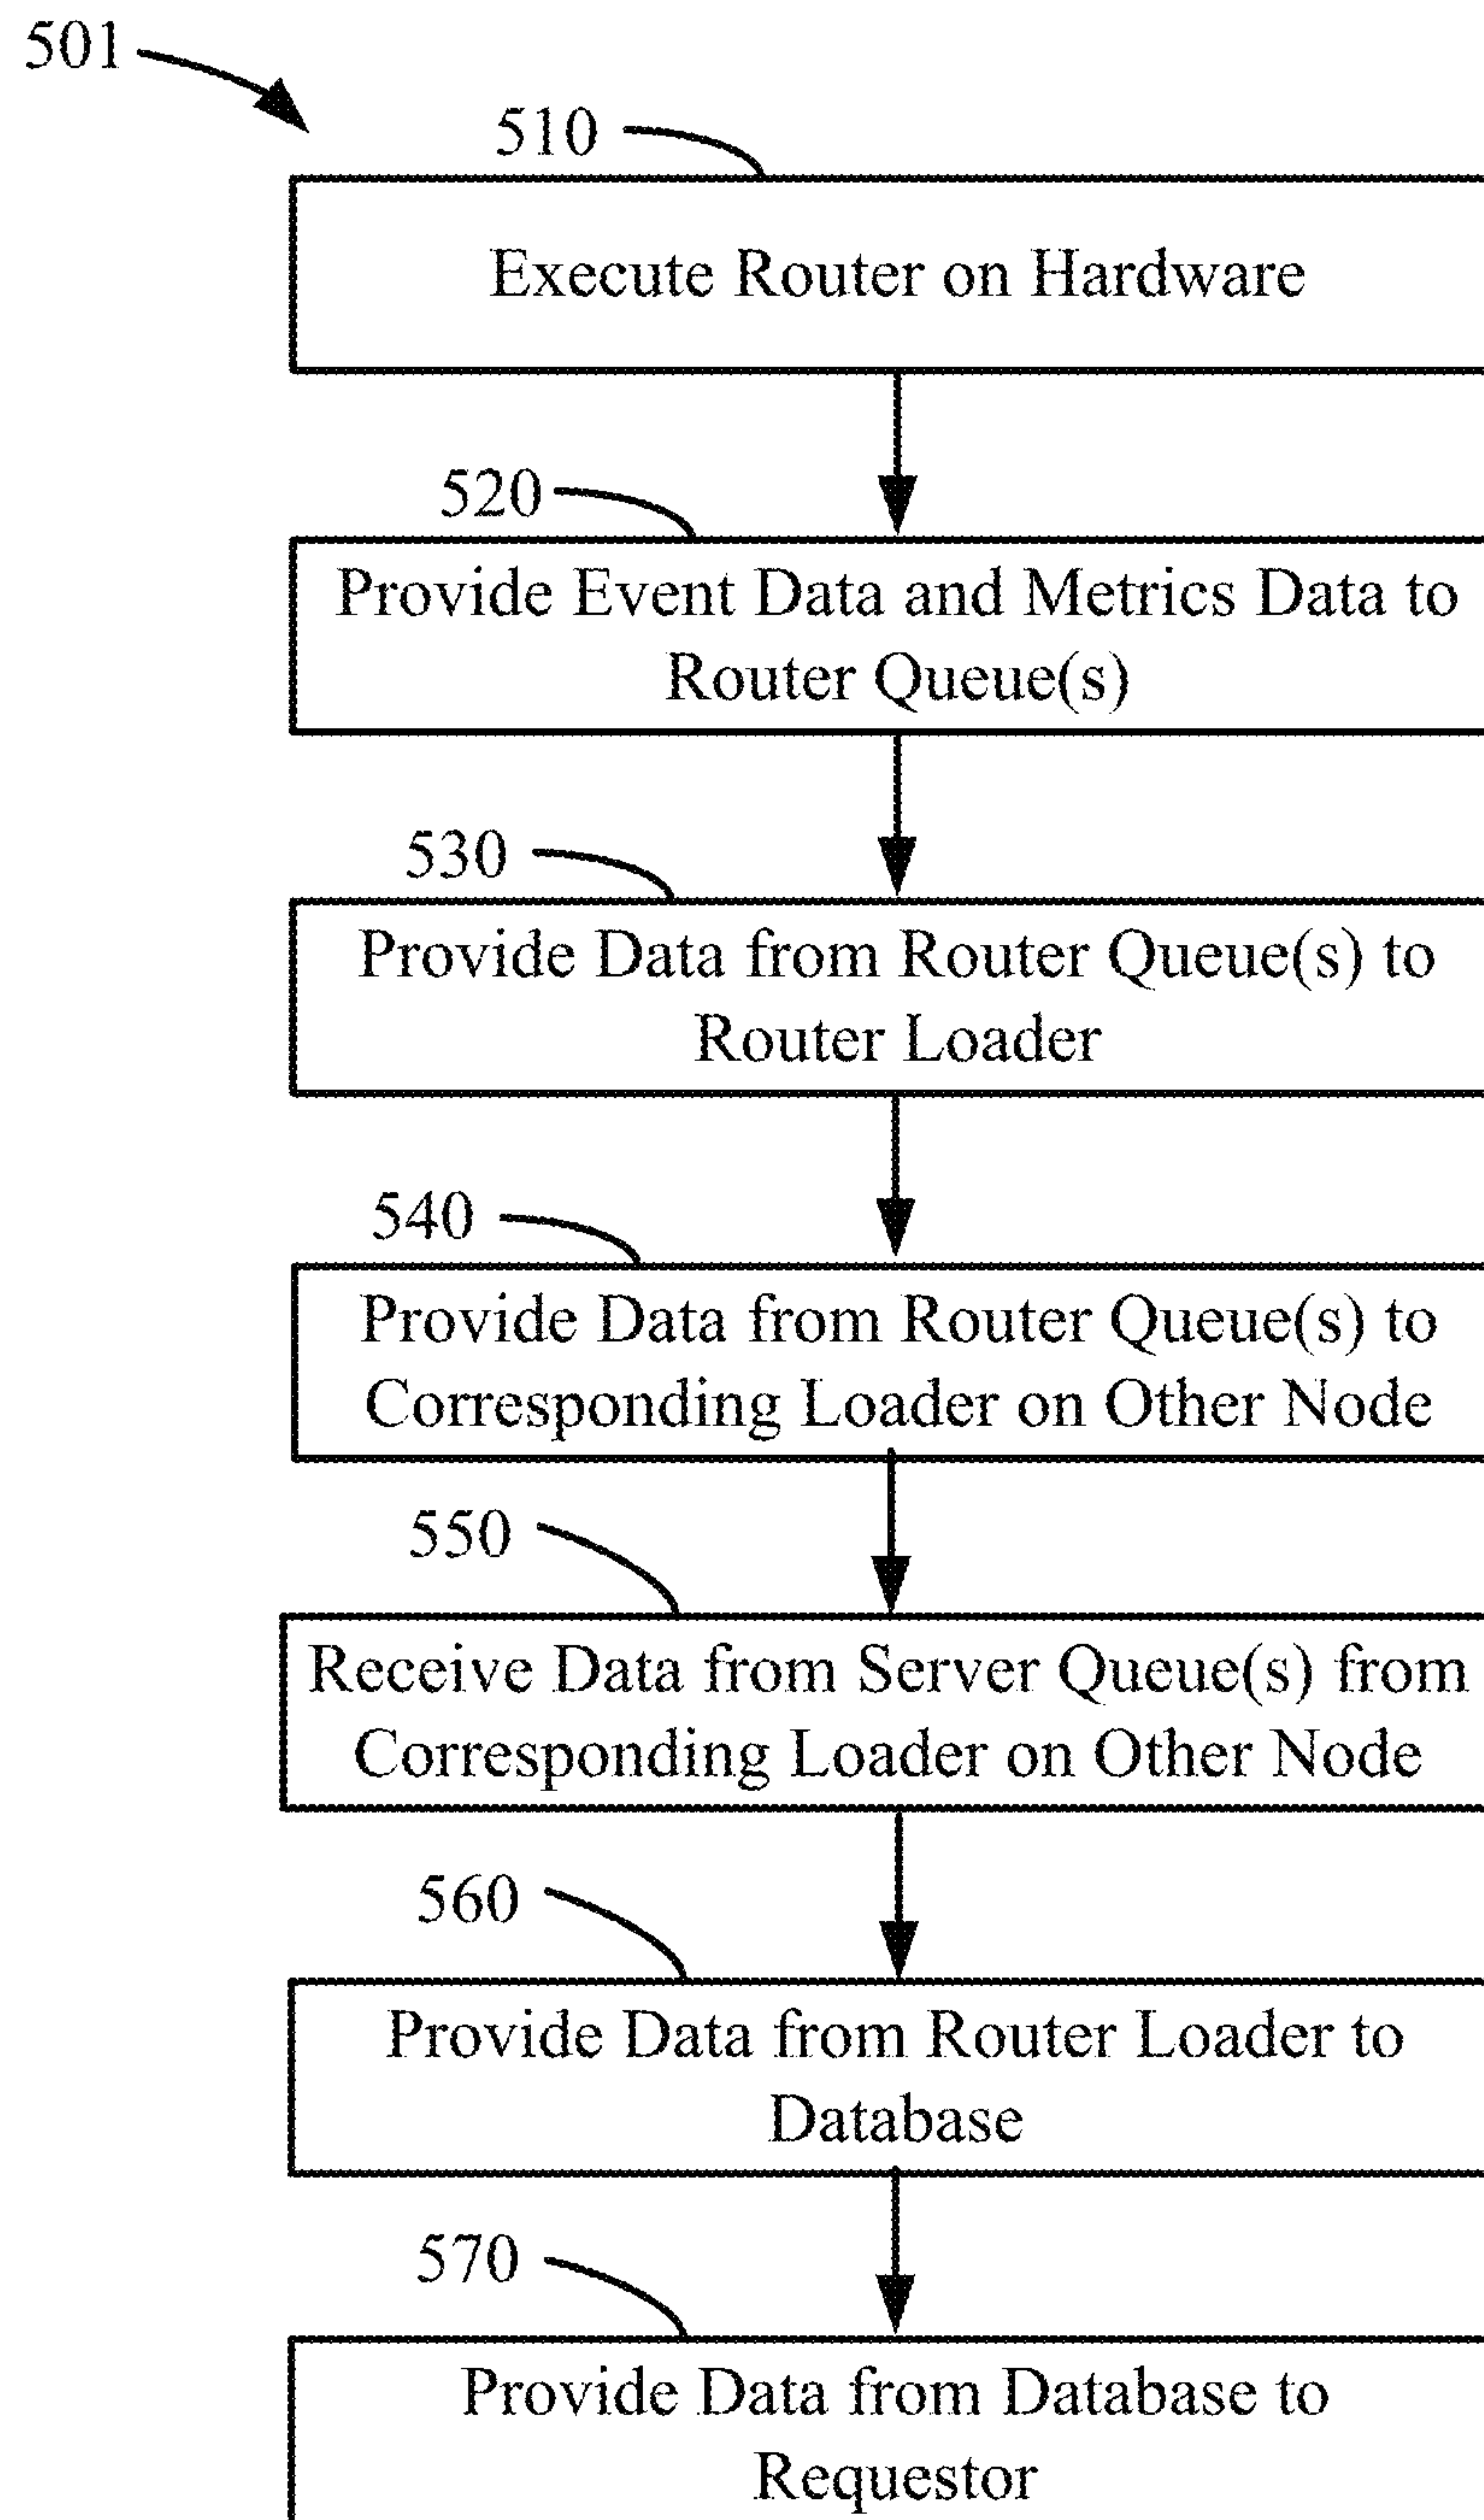 501
510
Execute Router on Hardware
520
Provide Event Data and Metrics Data to
Router Queue(s)
530
Provide Data from Router Queue(s) to
Router Loader
540
Provide Data from Router Queue(s) to
Corresponding Loader on Other Node
550
Receive Data from Server Queue(s) from
Corresponding Loader on Other Node
560
Provide Data from Router Loader to
Database
570
Provide Data from Database to
Requestor